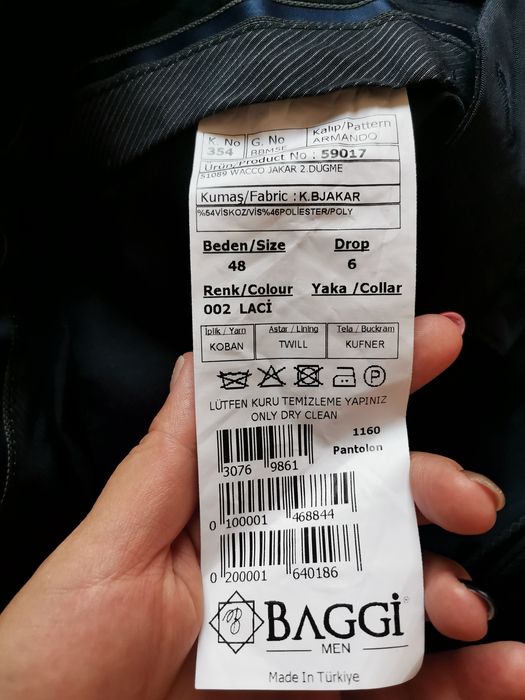 K. No G. No Kalıp/Pattern
354 BBMSE ARMANDO
Ürün/Product No : 59017
S1089 WACCO JAKAR 2.DÜGME
Kumaş/Fabric : K.BJAKAR
%54VİSKOZ/VİS%46POLİESTER/POLY
Beden/Size Drop
48 6
Renk/Colour Yaka /Collar
002 LACİ
İplik / Yarn Astar / Lining Tela / Buckram
KOBAN TWILL KUFNER
P
LÜTFEN KURU TEMİZLEME YAPINIZ
ONLY DRY CLEAN
1160
Pantolon
3076 9861
0 100001 468844
0 200001 640186
BAGGİ
MEN
Made In Türkiye